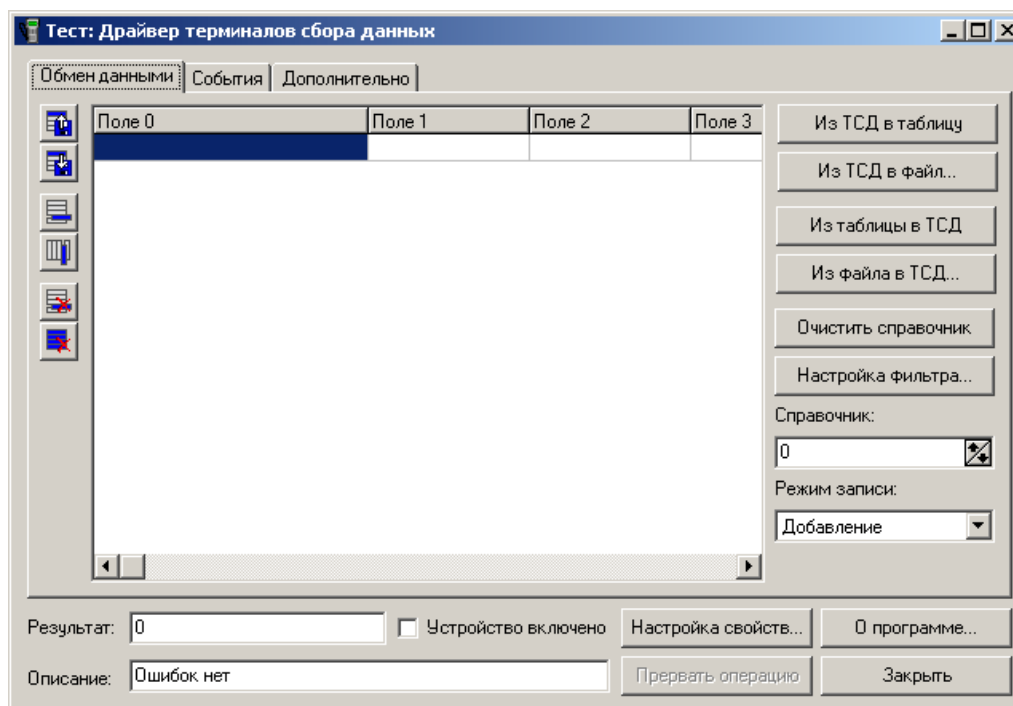 Тест: Драйвер терминалов сбора данных
Обмен данными События Дополнительно
Поле 0 Поле 1 Поле 2 Поле 3
Из ТСД в таблицу
Из ТСД в файл...
Из таблицы в ТСД
Из файла в ТСД...
Очистить справочник
Настройка фильтра...
Справочник:
0
Режим записи:
Добавление
Результат: 0 Устройство включено Настройка свойств... О программе...
Описание: Ошибок нет Прервать операцию Закрыть